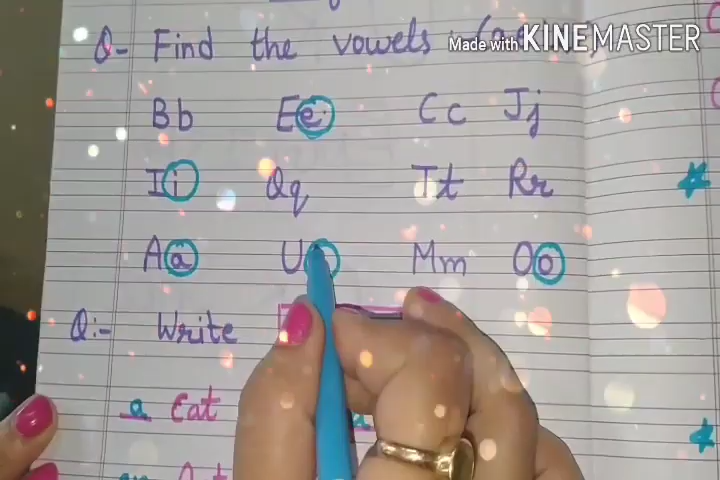 Q- Find the vowels :-
Made with KINEMASTER
Bb Ee Cc Jj
Ii Qq Tt Rr
Aa U Mm Oo
Q:- Write
a Cat